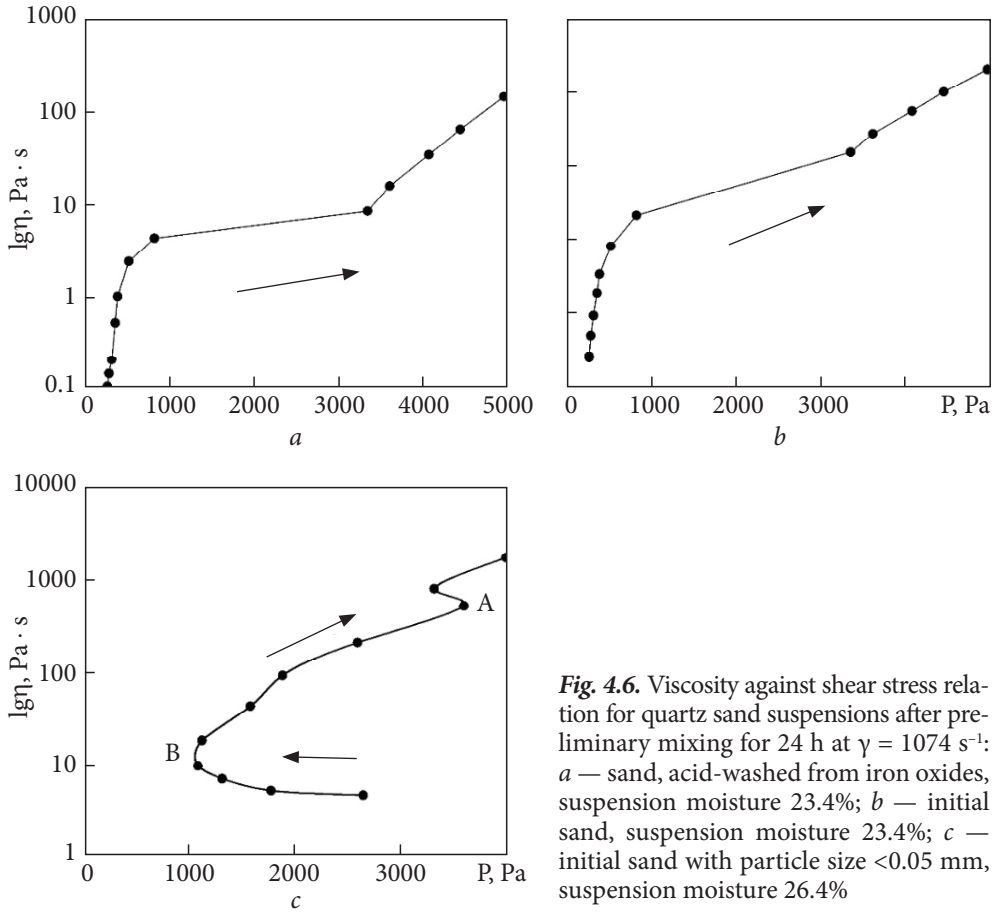 1000
100
10
1
0.1
lgη, Pa · s
0 1000 2000 3000 4000 5000
a
0 1000 2000 3000 P, Pa
b
10000
1000
100
10
1
lgη, Pa · s
A
B
0 1000 2000 3000 P, Pa
c
Fig. 4.6. Viscosity against shear stress rela-
tion for quartz sand suspensions after pre-
liminary mixing for 24 h at γ = 1074 s⁻¹:
a — sand, acid-washed from iron oxides,
suspension moisture 23.4%; b — initial
sand, suspension moisture 23.4%; c —
initial sand with particle size <0.05 mm,
suspension moisture 26.4%